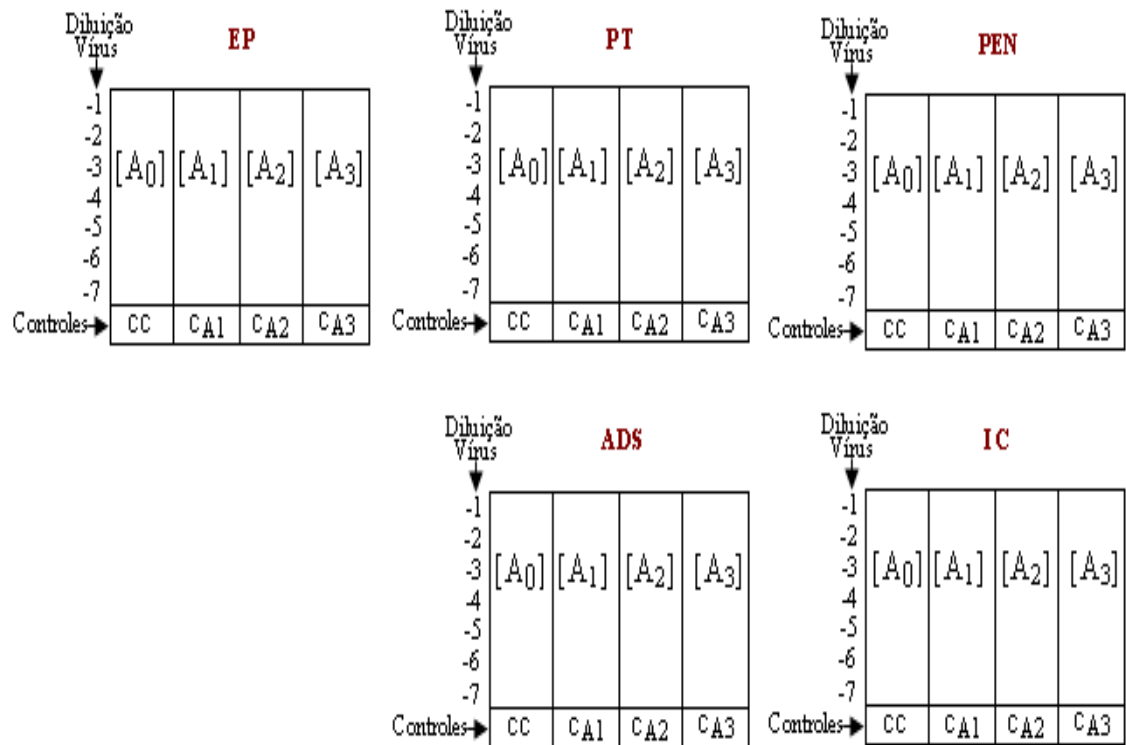 Diluição
Vírus
EP
-1
-2
-3
-4
-5
-6
-7
[A0] [A1] [A2] [A3]
Controles
CC CA1 CA2 CA3
Diluição
Vírus
PT
-1
-2
-3
-4
-5
-6
-7
[A0] [A1] [A2] [A3]
Controles
CC CA1 CA2 CA3
Diluição
Vírus
PEN
-1
-2
-3
-4
-5
-6
-7
[A0] [A1] [A2] [A3]
Controles
CC CA1 CA2 CA3
Diluição
Vírus
ADS
-1
-2
-3
-4
-5
-6
-7
[A0] [A1] [A2] [A3]
Controles
CC CA1 CA2 CA3
Diluição
Vírus
IC
-1
-2
-3
-4
-5
-6
-7
[A0] [A1] [A2] [A3]
Controles
CC CA1 CA2 CA3